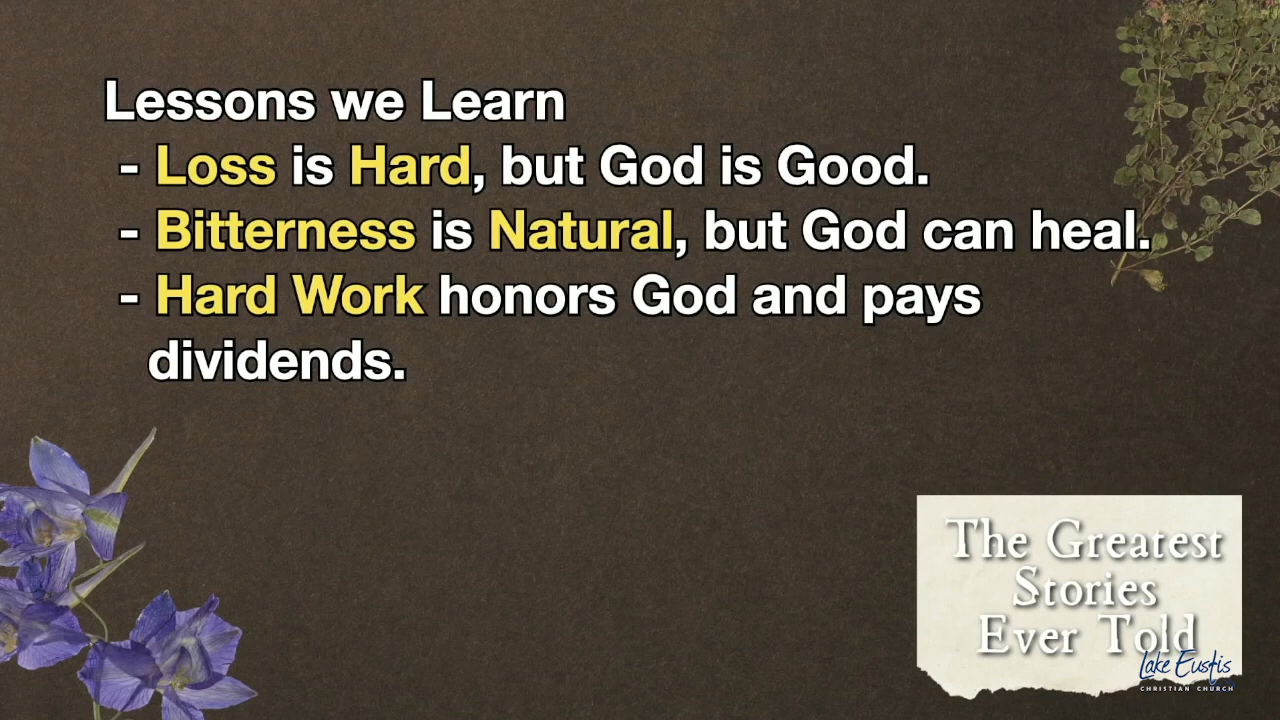 Lessons we Learn
- Loss is Hard, but God is Good.
- Bitterness is Natural, but God can heal.
- Hard Work honors God and pays
dividends.
The Greatest
Stories
Ever Told
Lake Eustis
CHRISTIAN CHURCH